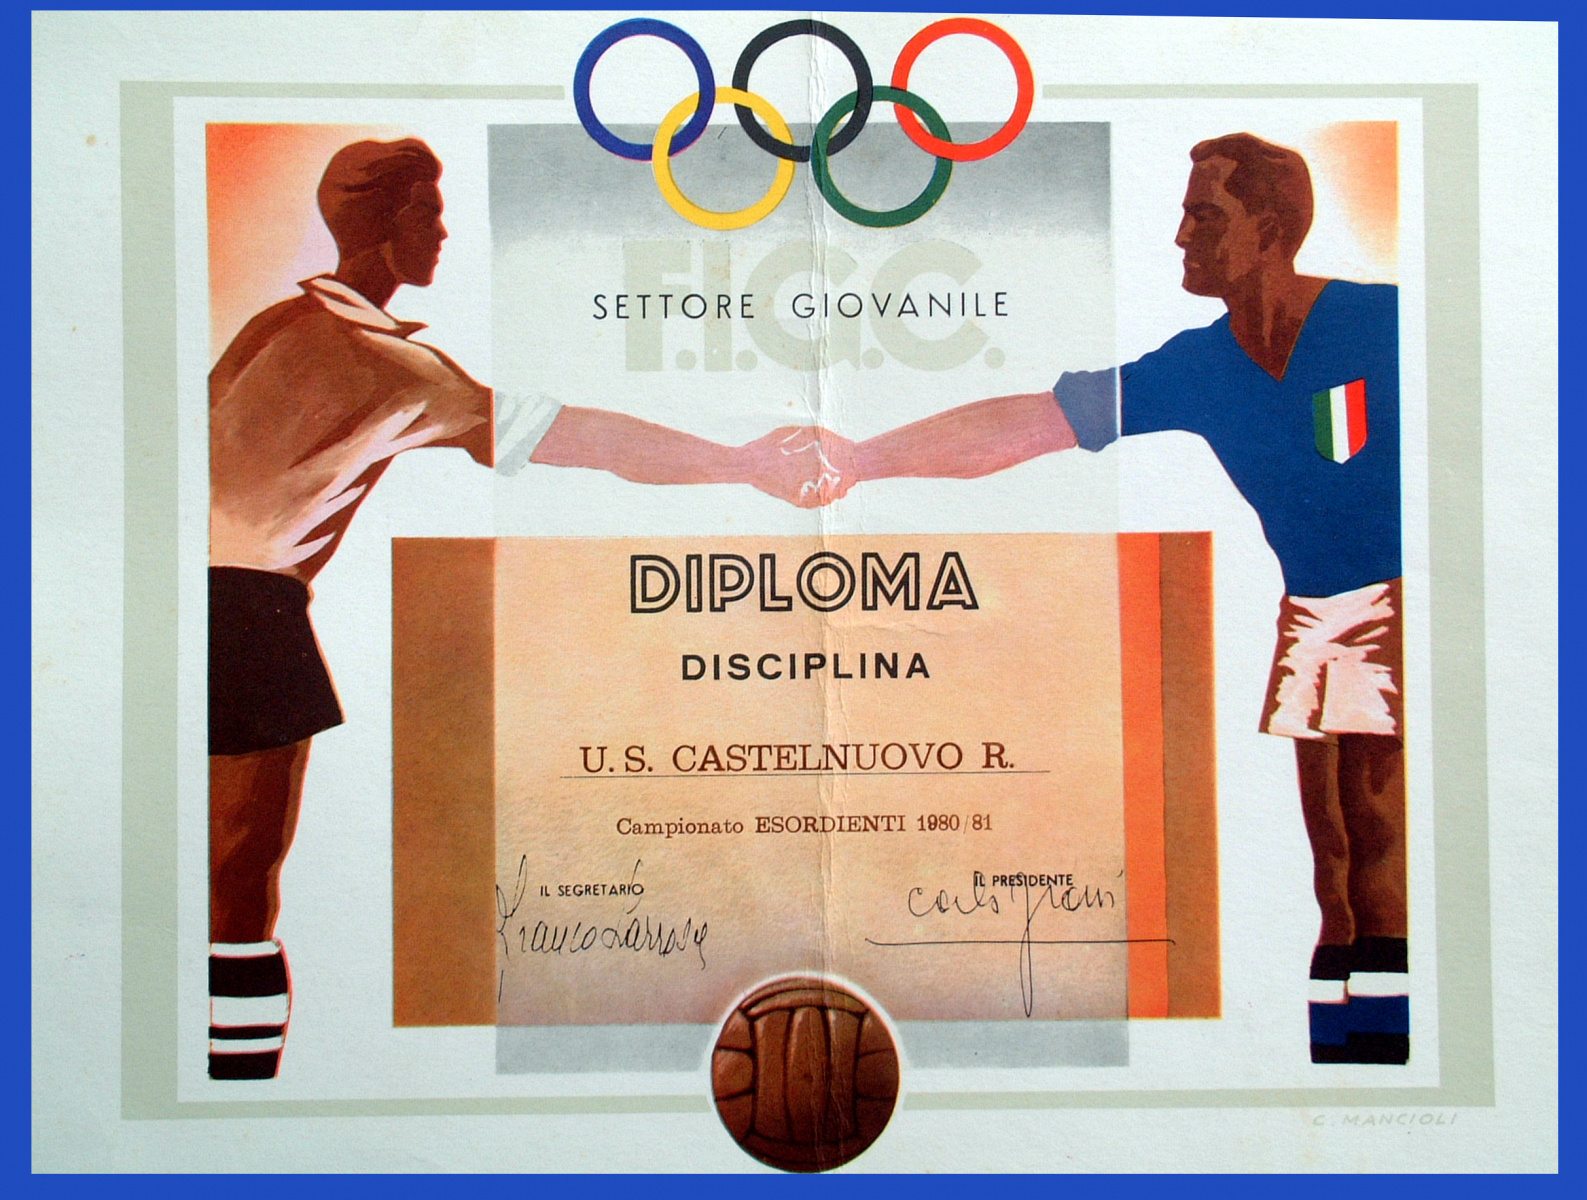 F.I.G.C.
SETTORE GIOVANILE
DIPLOMA
DISCIPLINA
U. S. CASTELNUOVO R.
Campionato ESORDIENTI 1980/81
IL SEGRETARIO
IL PRESIDENTE
C. MANCIOLI